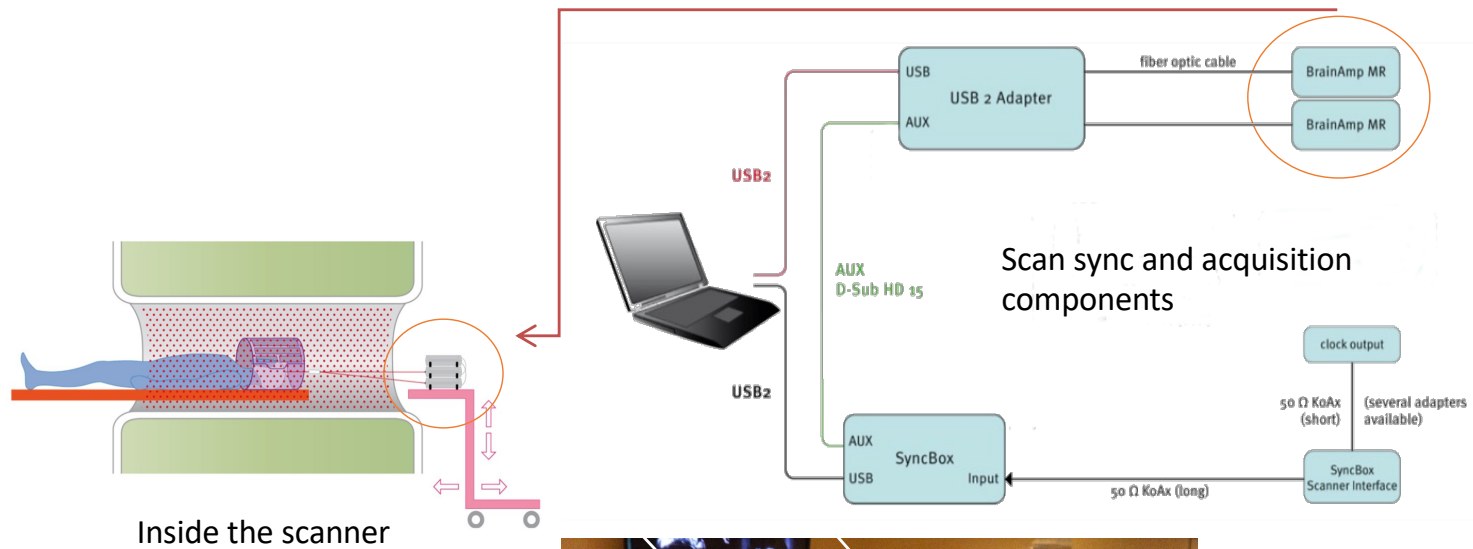 USB
USB 2 Adapter
AUX
fiber optic cable
BrainAmp MR
BrainAmp MR
USB2
AUX
D-Sub HD 15
USB2
Scan sync and acquisition
components
clock output
50 Ω KoAx
(short)
(several adapters
available)
AUX
SyncBox
USB
Input
50 Ω KoAx (long)
SyncBox
Scanner Interface
Inside the scanner